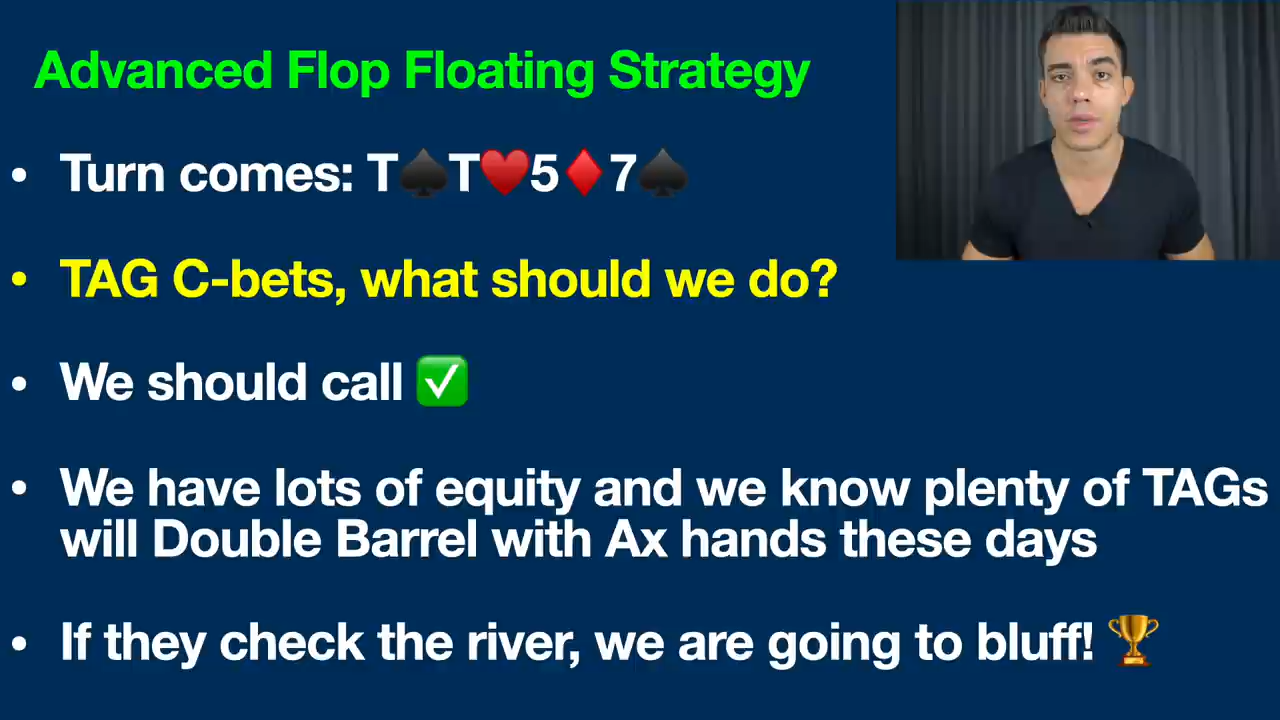 Advanced Flop Floating Strategy
• Turn comes: T♠️T♥️5♦️7♠️
• TAG C-bets, what should we do?
• We should call ✅
• We have lots of equity and we know plenty of TAGs
will Double Barrel with Ax hands these days
• If they check the river, we are going to bluff! 🏆